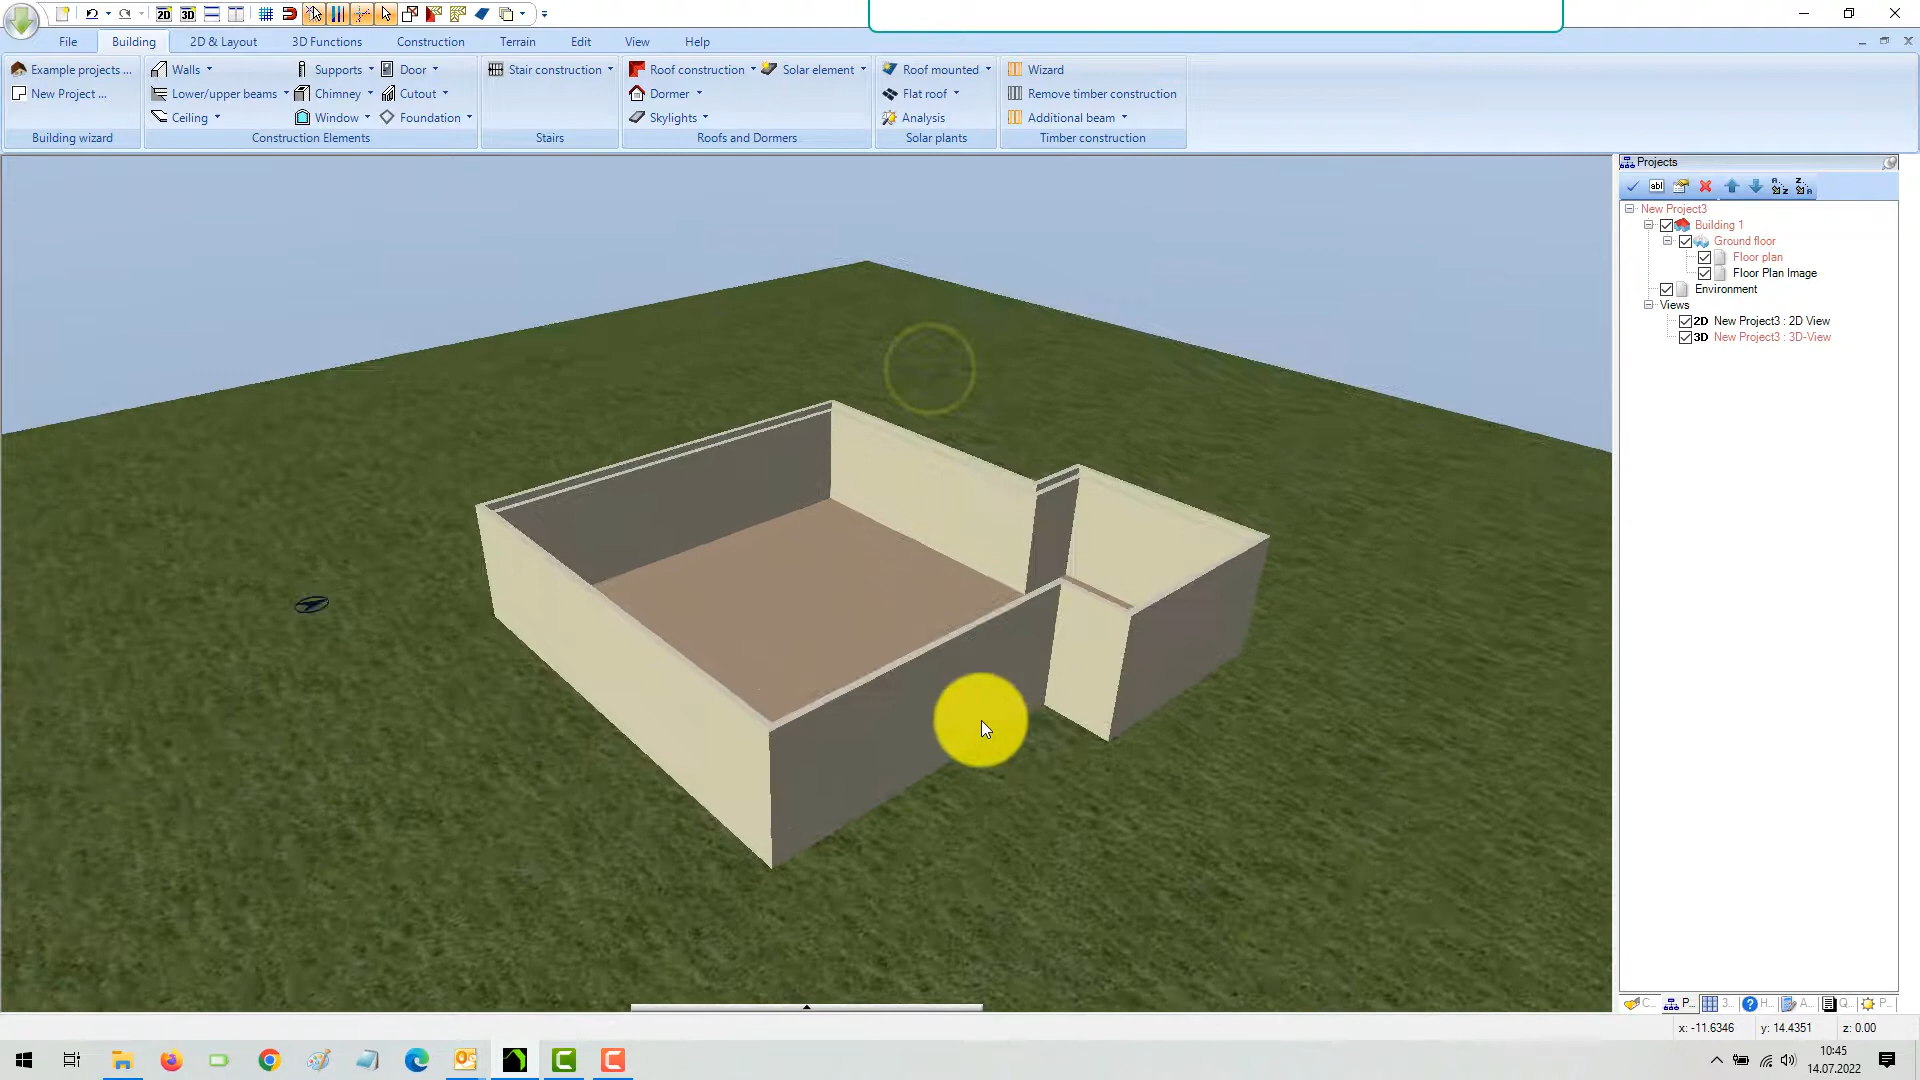 2D 3D
File Building 2D & Layout 3D Functions Construction Terrain Edit View Help
Example projects ... Walls Supports Door Stair construction Roof construction Solar element Roof mounted Wizard
New Project ... Lower/upper beams Chimney Cutout Dormer Flat roof Remove timber construction
Ceiling Window Foundation Skylights Analysis Additional beam
Building wizard Construction Elements Stairs Roofs and Dormers Solar plants Timber construction
Projects
abl
New Project3
Building 1
Ground floor
Floor plan
Floor Plan Image
Environment
Views
2D New Project3 : 2D View
3D New Project3 : 3D-View
C... P... 3... H... A... Q... P...
x: -11.6346 y: 14.4351 z: 0.00
10:45
14.07.2022